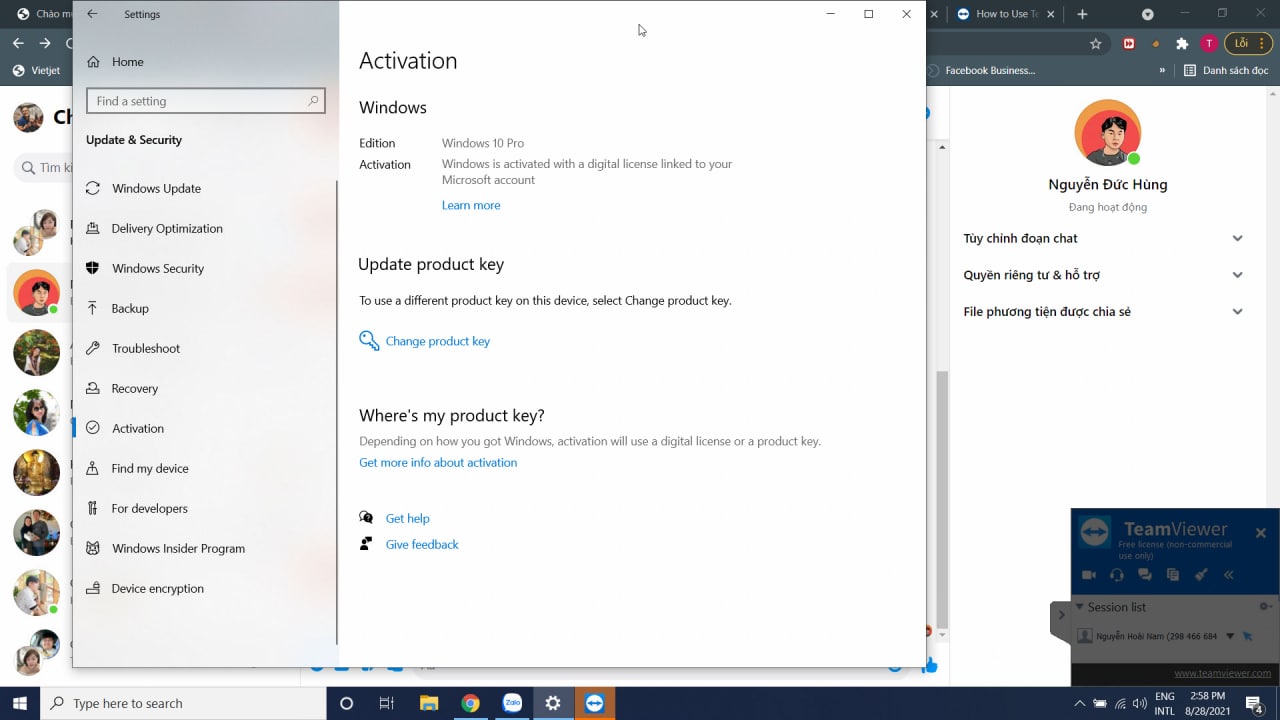 Chào m
Settings
How to Use Te
Lỗi
Vietjet
Facebook Business...
»
Danh sách đọc
Home
Find a setting
Update & Security
Windows Update
Delivery Optimization
Windows Security
Backup
Troubleshoot
Recovery
Activation
Find my device
For developers
Windows Insider Program
Device encryption
Ch
Tìm ki
Activation
Windows
Edition
Windows 10 Pro
Activation
Windows is activated with a digital license linked to your
Microsoft account
Learn more
Update product key
To use a different product key on this device, select Change product key.
Change product key
Where's my product key?
Depending on how you got Windows, activation will use a digital license or a product key.
Get more info about activation
Get help
Give feedback
Nguyễn Đức Hùng
Đang hoạt động
Tùy chỉnh đoạn chat
Quyền riêng tư & hỗ trợ
File phương tiện được chia sẻ
TeamViewer
Free license (non-commercial
use only)
Session list
Nguyễn Hoài Nam (298 466 684
www.teamviewer.com
Type here to search
Zalo
ENG
INTL
2:58 PM
8/28/2021
4
T